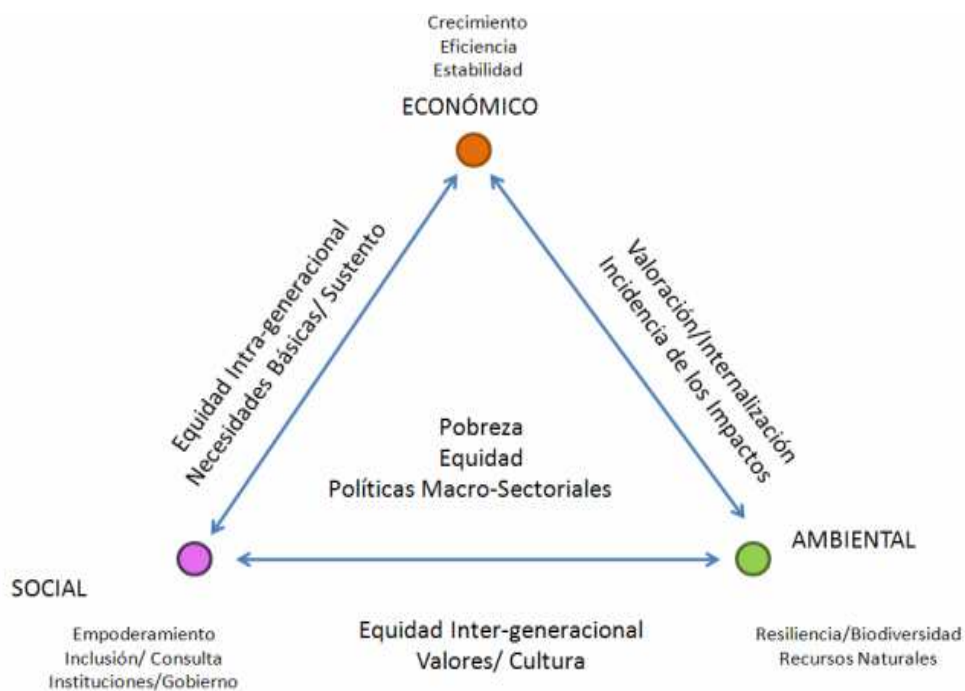 Crecimiento
Eficiencia
Estabilidad
ECONÓMICO
Equidad Intra-generacional
Necesidades Básicas/ Sustento
Valoración/Internalización
Incidencia de los Impactos
Pobreza
Equidad
Políticas Macro-Sectoriales
SOCIAL
Empoderamiento
Inclusión/ Consulta
Instituciones/Gobierno
Equidad Inter-generacional
Valores/ Cultura
AMBIENTAL
Resiliencia/Biodiversidad
Recursos Naturales